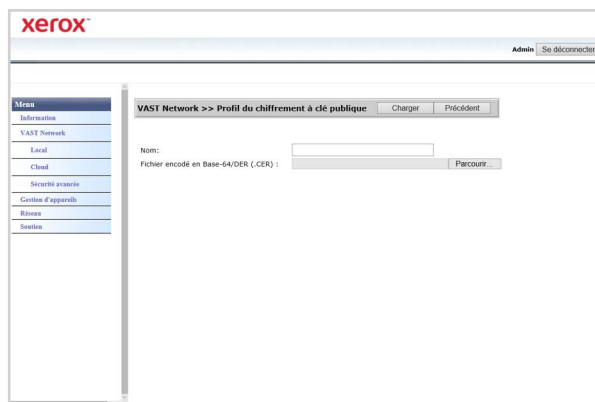 xerox™
Admin Se déconnecter
Menu
Information
VAST Network
Local
Cloud
Sécurité avancée
Gestion d'appareils
Réseau
Soutien
VAST Network >> Profil du chiffrement à clé publique Charger Précédent
Nom:
Fichier encodé en Base-64/DER (.CER) : Parcourir...